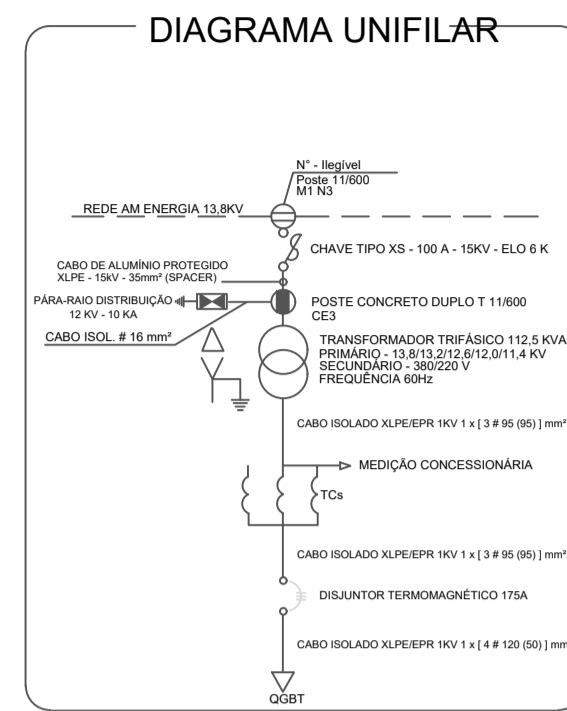 DIAGRAMA UNIFILAR
N° - Ilegível
Poste 11/600
M1 N3
REDE AM ENERGIA 13,8KV
CHAVE TIPO XS - 100 A - 15KV - ELO 6 K
CABO DE ALUMÍNIO PROTEGIDO
XLPE - 15kV - 35mm² (SPACER)
PÁRA-RAIO DISTRIBUIÇÃO
12 KV - 10 KA
POSTE CONCRETO DUPLO T 11/600
CE3
CABO ISOL. # 16 mm²
TRANSFORMADOR TRIFÁSICO 112,5 KVA
PRIMÁRIO - 13,8/13,2/12,6/12,0/11,4 KV
SECUNDÁRIO - 380/220 V
FREQUÊNCIA 60Hz
CABO ISOLADO XLPE/EPR 1KV 1 x [ 3 # 95 (95) ] mm²
MEDIÇÃO CONCESSIONÁRIA
TCs
CABO ISOLADO XLPE/EPR 1KV 1 x [ 3 # 95 (95) ] mm²
DISJUNTOR TERMOMAGNÉTICO 175A
CABO ISOLADO XLPE/EPR 1KV 1 x [ 4 # 120 (50) ] mm
QGBT